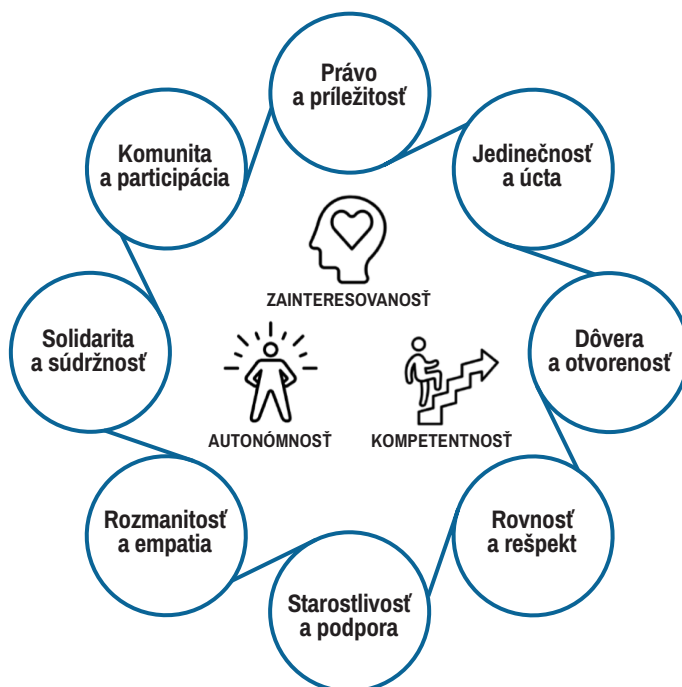 Právo
a príležitosť
Jedinečnosť
a úcta
Dôvera
a otvorenosť
Rovnosť
a rešpekt
Starostlivosť
a podpora
Rozmanitosť
a empatia
Solidarita
a súdržnosť
Komunita
a participácia
ZAINTERESOVANOSŤ
AUTONÓMNOSŤ
KOMPETENTNOSŤ